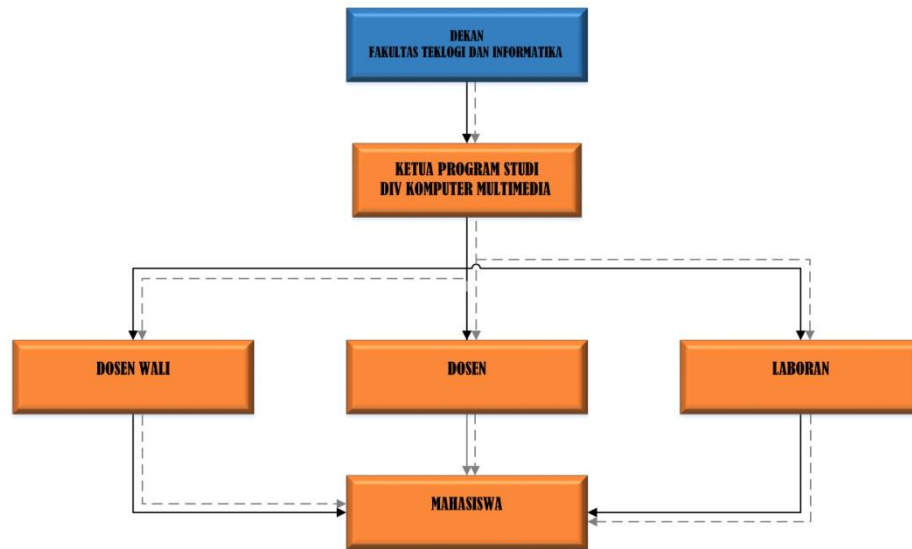 DEKAN
FAKULTAS TEKLOGI DAN INFORMATIKA
KETUA PROGRAM STUDI
DIV KOMPUTER MULTIMEDIA
DOSEN WALI
DOSEN
LABORAN
MAHASISWA